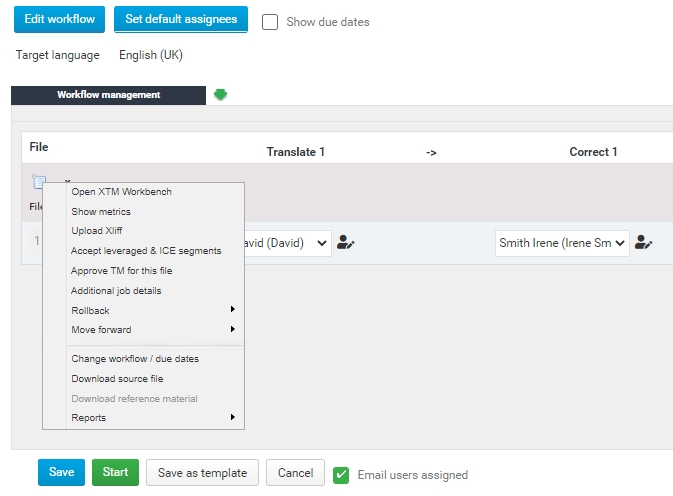 Edit workflow Set default assignees Show due dates
Target language English (UK)
Workflow management
File Translate 1 -> Correct 1
Open XTM Workbench
Show metrics
Upload Xliff
1 Accept leveraged & ICE segments (David) Smith Irene (Irene Sm
Approve TM for this file
Additional job details
Rollback
Move forward
Change workflow / due dates
Download source file
Download reference material
Reports
Save Start Save as template Cancel Email users assigned